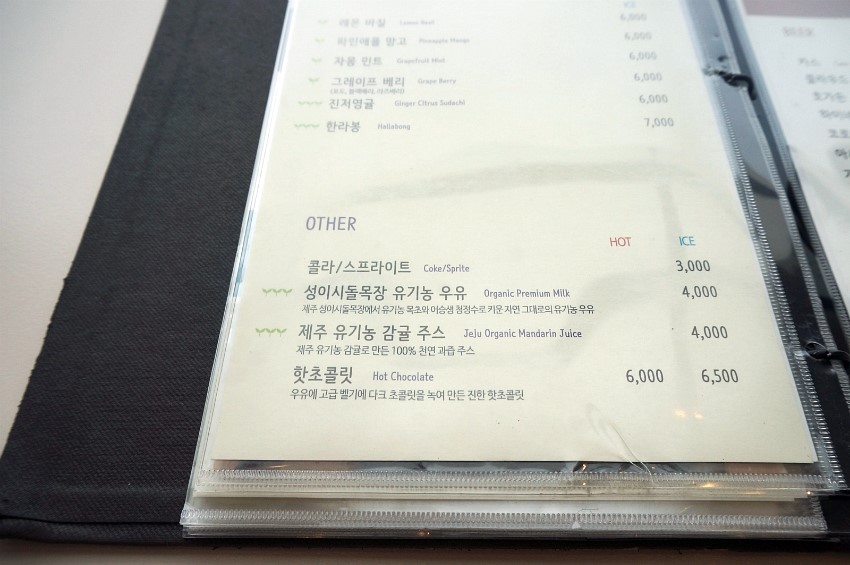 ICE
레몬 바질 Lemon Basil 6,000
파인애플 망고 Pineapple Mango 6,000
자몽 민트 Grapefruit Mint 6,000
그레이프 베리 Grape Berry 6,000
진저영귤 Ginger Citrus Sudachi 6,000
한라봉 Hallabong 7,000
OTHER
HOT ICE
콜라/스프라이트 Coke/Sprite 3,000
성이시돌목장 유기농 우유 Organic Premium Milk 4,000
제주 성이시돌목장에서 유기농 목초와 이승생 청정수로 키운 자연 그대로의 유기농 우유
제주 유기농 감귤 주스 Jeju Organic Mandarin Juice 4,000
제주 유기농 감귤로 만든 100% 천연 과즙 주스
핫초콜릿 Hot Chocolate 6,000 6,500
우유에 고급 벨기에 다크 초콜릿을 녹여 만든 진한 핫초콜릿
카스